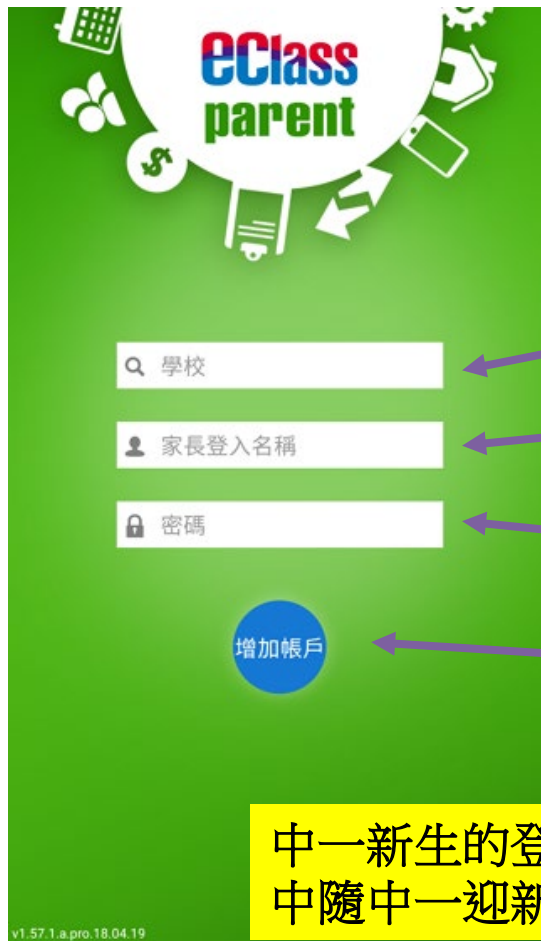 eClass
parent
學校
家長登入名稱
密碼
增加帳戶
中一新生的登
中隨中一迎新
v1.57.1.a.pro.18.04.19